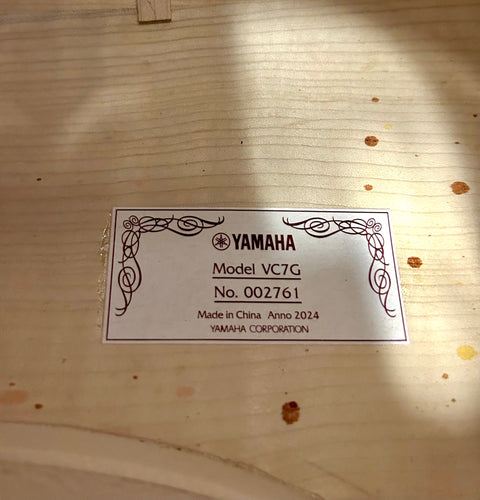 YAMAHA
Model VC7G
No. 002761
Made in China Anno 2024
YAMAHA CORPORATION